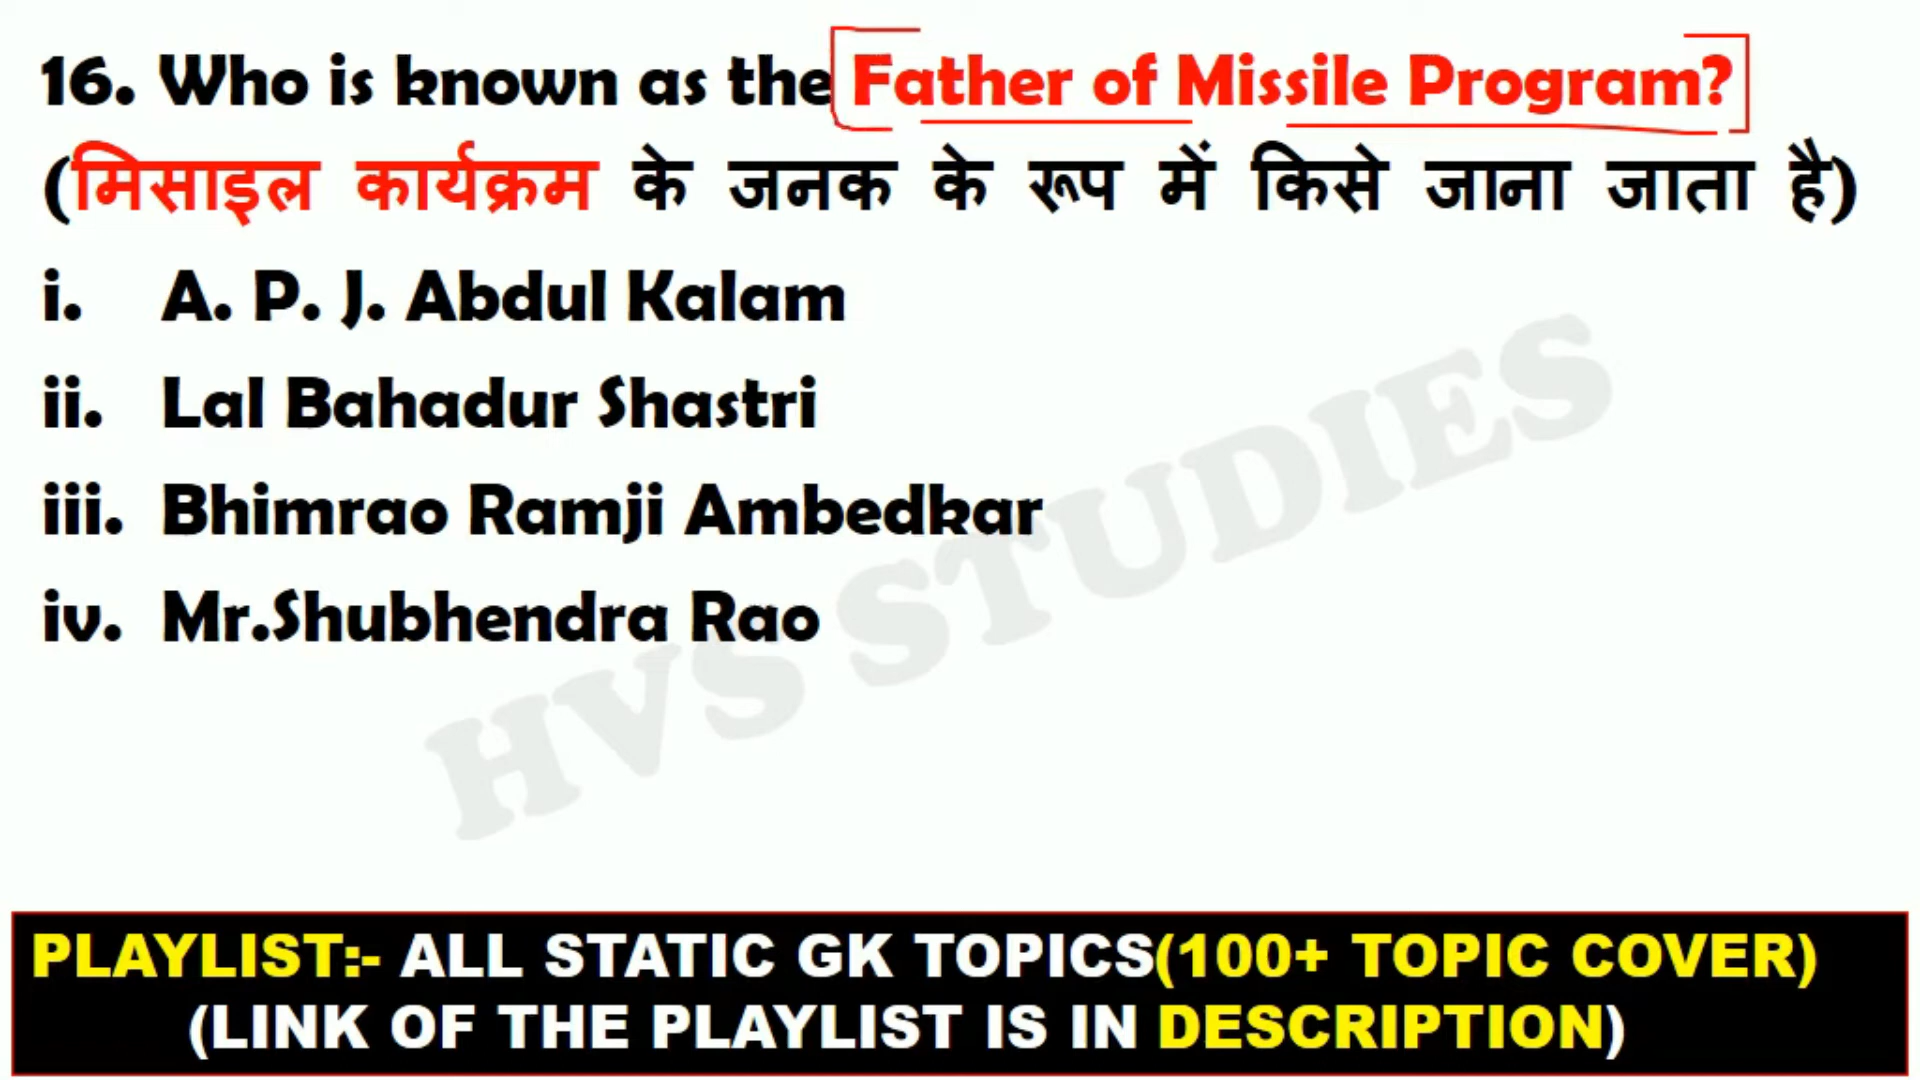 16. Who is known as the Father of Missile Program?
(मिसाइल कार्यक्रम के जनक के रूप में किसे जाना जाता है)
i. A. P. J. Abdul Kalam
ii. Lal Bahadur Shastri
iii. Bhimrao Ramji Ambedkar
iv. Mr.Shubhendra Rao
HVS STUDIES
PLAYLIST:- ALL STATIC GK TOPICS(100+ TOPIC COVER)
(LINK OF THE PLAYLIST IS IN DESCRIPTION)